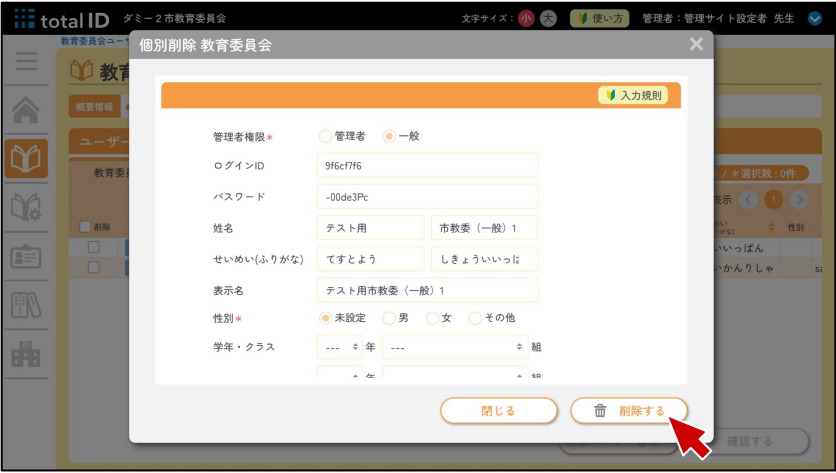 total ID ダミー２市教育委員会 文字サイズ： 小 大 使い方 管理者：管理サイト設定者 先生
教育委員会ユーザ
個別削除 教育委員会
教育
概要情報
入力規則
ユーザー
管理者権限＊ 管理者 一般
ログインID 9f6cf7f6
教育委員 / ＊選択数：0件
パスワード -00de3Pc
表示 1
姓名 テスト用 市教委（一般）1
削除 性別
せいめい(ふりがな) てすとよう しきょういいっぱ
いいっぱん
いかんりしゃ sa
表示名 テスト用市教委（一般）1
性別＊ 未設定 男 女 その他
学年・クラス --- 年 --- 組
閉じる 削除する
確認する